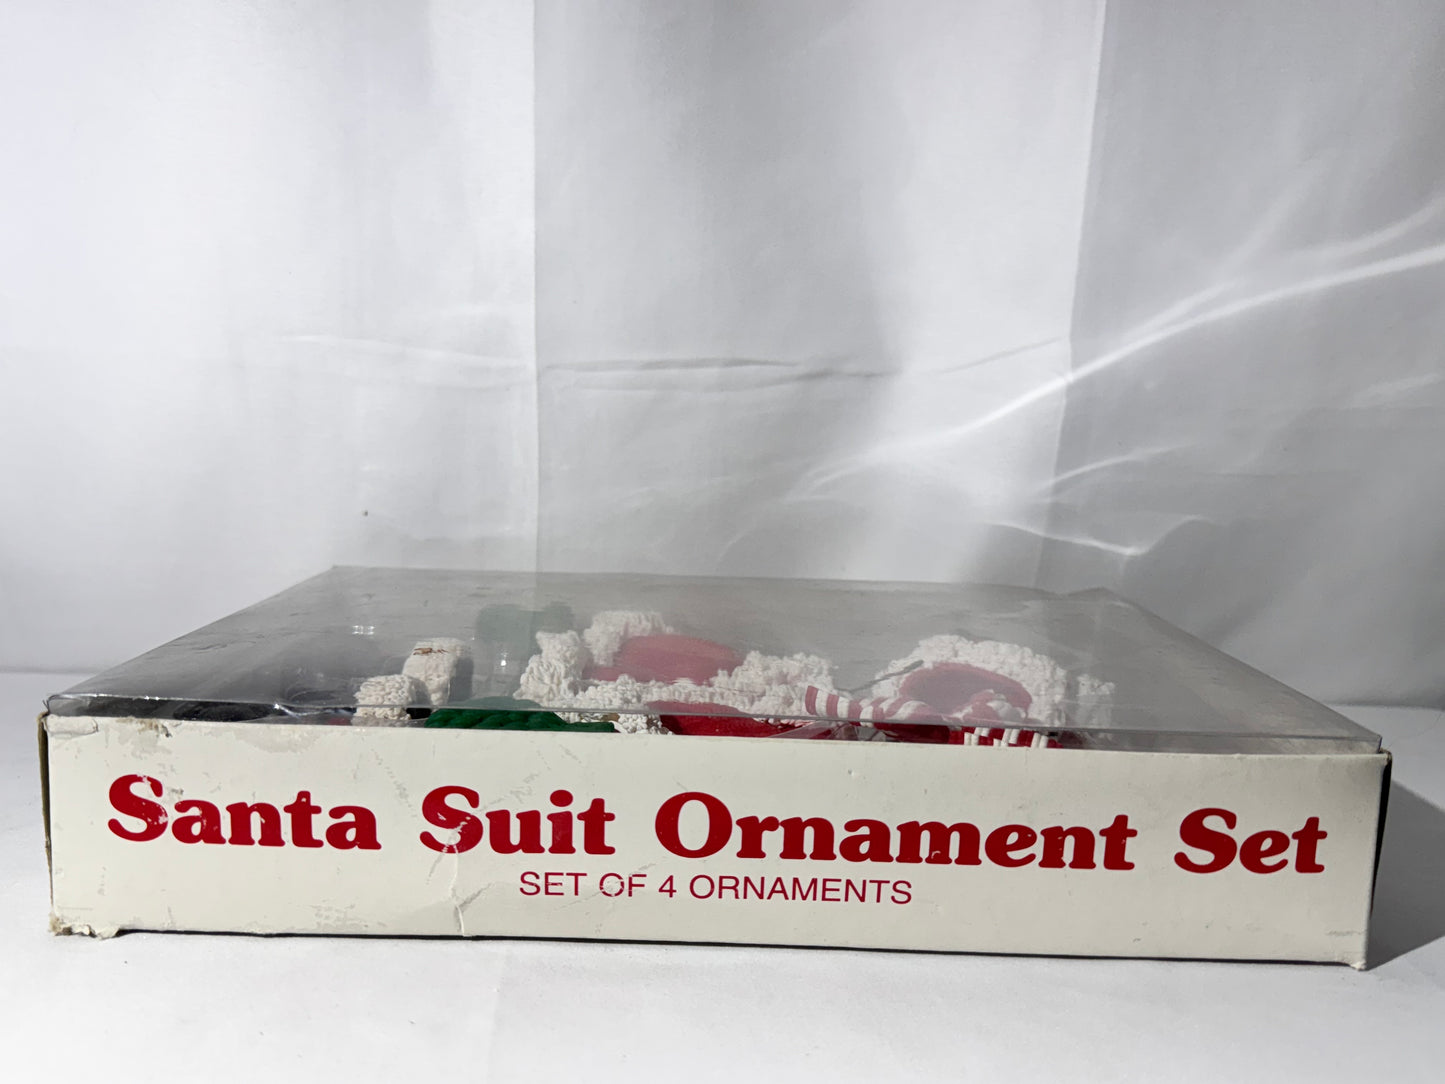 Santa Suit Ornament Set
SET OF 4 ORNAMENTS